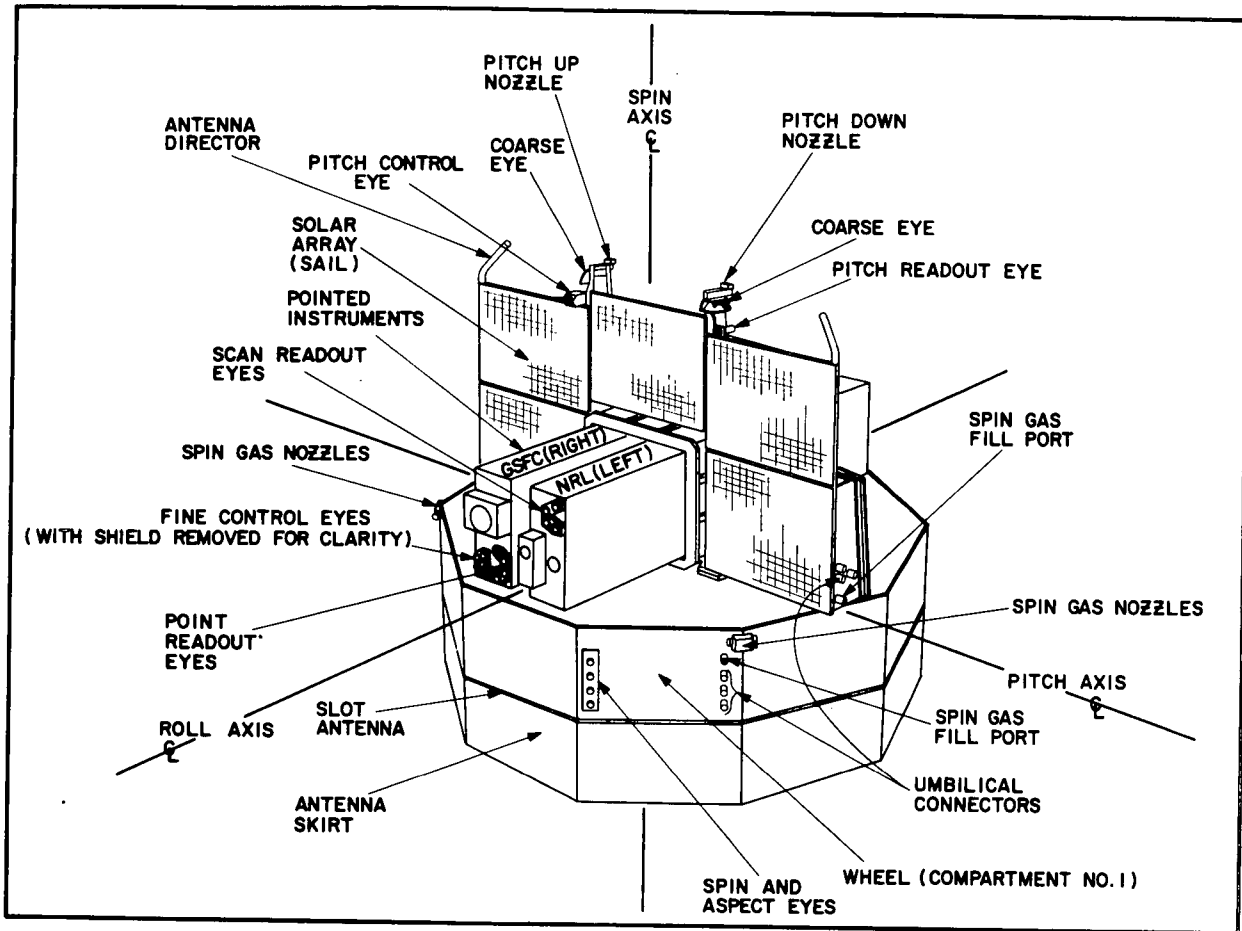 PITCH UP
NOZZLE
SPIN
AXIS
℄
PITCH DOWN
NOZZLE
ANTENNA
DIRECTOR
COARSE
EYE
PITCH CONTROL
EYE
SOLAR
ARRAY
(SAIL)
COARSE EYE
PITCH READOUT EYE
POINTED
INSTRUMENTS
SCAN READOUT
EYES
GSFC(RIGHT)
NRL(LEFT)
SPIN GAS
FILL PORT
SPIN GAS NOZZLES
FINE CONTROL EYES
(WITH SHIELD REMOVED FOR CLARITY)
POINT
READOUT
EYES
SPIN GAS NOZZLES
PITCH AXIS
℄
ROLL AXIS
℄
SLOT
ANTENNA
SPIN GAS
FILL PORT
ANTENNA
SKIRT
UMBILICAL
CONNECTORS
WHEEL (COMPARTMENT NO. 1)
SPIN AND
ASPECT EYES